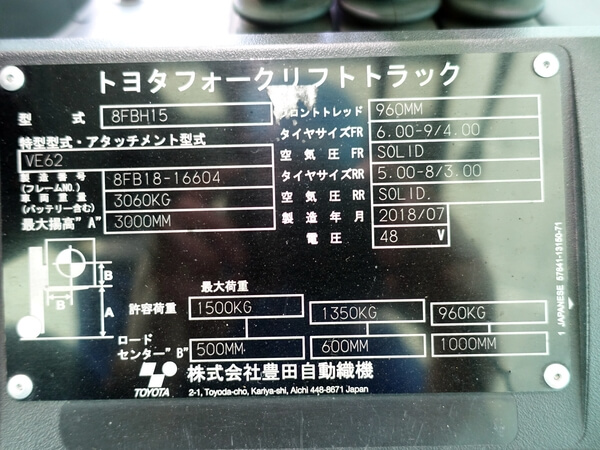 トヨタフォークリフトトラック
型 式 8FBH15 フロントトレッド 960MM
特型型式・アタッチメント型式 タイヤサイズFR 6.00-9/4.00
VE62 空 気 圧 FR SOLID
製 造 番 号 (フレームNO.) 8FB18-16604 タイヤサイズRR 5.00-8/3.00
車 両 重 量 (バッテリー含む) 3060KG 空 気 圧 RR SOLID.
最大揚高"A" 3000MM 製 造 年 月 2018/07
電 圧 48 V
B
B
A
最大荷重
許容荷重 1500KG 1350KG 960KG
ロード
センター"B" 500MM 600MM 1000MM
TOYOTA 株式会社豊田自動織機
2-1, Toyoda-cho, Kariya-shi, Aichi 448-8671 Japan
1 JAPANESE 57841-13150-71